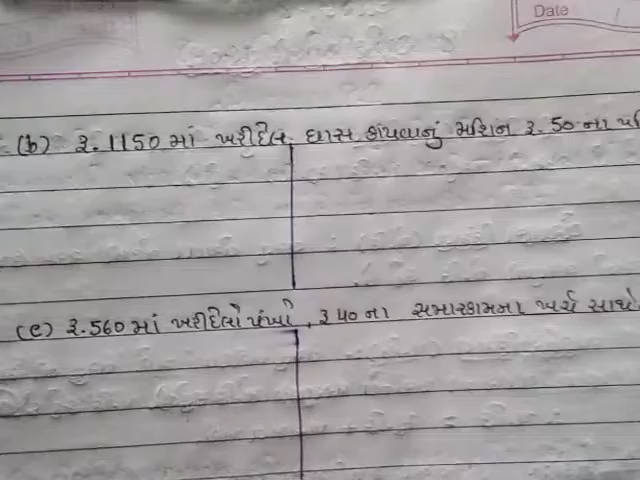 Date /
(b) રૂ.1150 માં ખરીદેલ ઘાસ કાપવાનું મશિન રૂ.50 ના
(e) રૂ.560 માં ખરીદેલો પંખો, રૂ 40 ના સમારકામના ખર્ચ સાથે